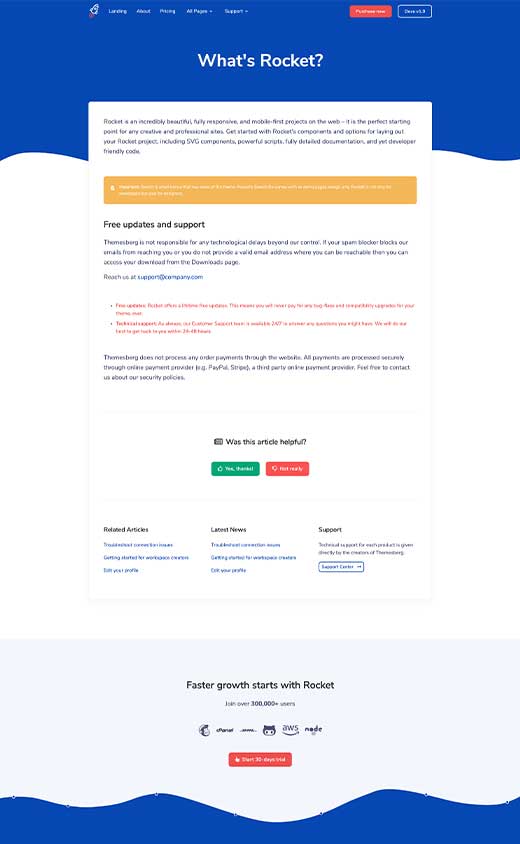 Landing About Pricing All Pages Support Purchase now Docs v1.3
What's Rocket?
Rocket is an incredibly beautiful, fully responsive, and mobile-first projects on the web – it is the perfect starting
point for any creative and professional sites. Get started with Rocket's components and options for laying out
your Rocket project, including SVG components, powerful scripts, fully detailed documentation, and yet developer
friendly code.
Important:
Free updates and support
Themesberg is not responsible for any technological delays beyond our control. If your spam blocker blocks our
emails from reaching you or you do not provide a valid email address where you can be reachable then you can
access your download from the Downloads page.
Reach us at support@company.com
Free updates: Rocket offers a lifetime free updates. This means you will never pay for any bug-fixes and compatibility upgrades for your
theme, ever.
Technical support: As always, our Customer Support team is available 24/7 to answer any questions you might have. We will do our
best to get back to you within 24-48 hours.
Themesberg does not process any order payments through the website. All payments are processed securely
through online payment provider (e.g. PayPal, Stripe), a third party online payment provider. Feel free to contact
us about our security policies.
Was this article helpful?
Yes, thanks! Not really
Related Articles Latest News Support
Troubleshoot connection issues Troubleshoot connection issues Technical support for each product is given
Getting started for workspace creators Getting started for workspace creators directly by the creators of Themesberg.
Edit your profile Edit your profile Support Center
Faster growth starts with Rocket
Join over 300,000+ users
cPanel aws node
Start 30-days trial